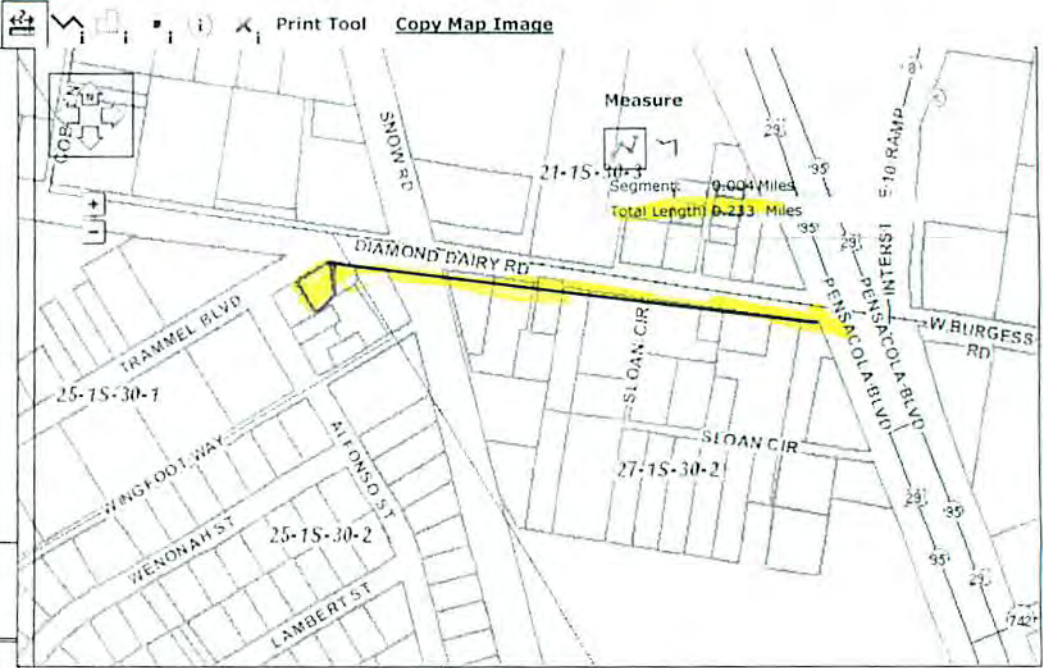 Print Tool Copy Map Image
Measure
Segment: 0.004 Miles
Total Length: 0.233 Miles
SNOW RD
21-1S-30-3
29
95
INTERST
RAMP
DIAMOND DAIRY RD
95
29
PENSACOLA BLVD
PENSACOLA BLVD
W BURGESS
RD
TRAMMEL BLVD
SLOAN CIR
25-1S-30-1
SLOAN CIR
WINGFOOT WAY
ALFONSO ST
27-1S-30-2
WENONAH ST
25-1S-30-2
29
95
95
29
LAMBERT ST
742